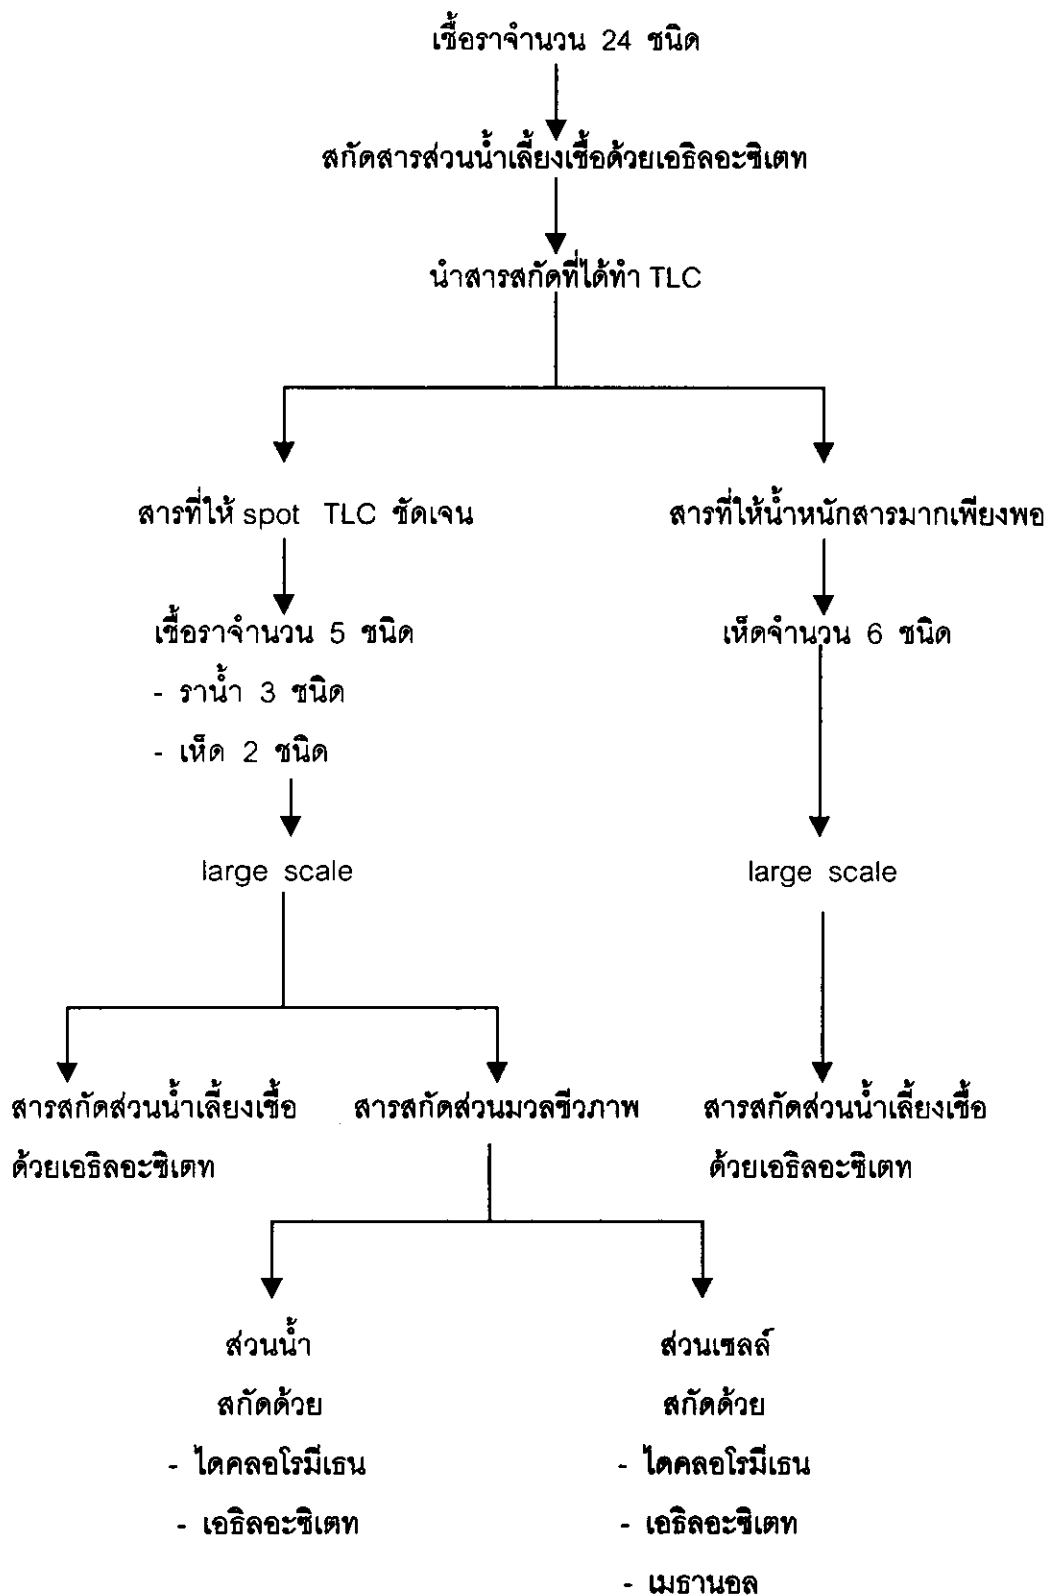 เชื้อราจำนวน 24 ชนิด
สกัดสารส่วนน้ำเลี้ยงเชื้อด้วยเอธิลอะซิเตท
นำสารสกัดที่ได้ทำ TLC
สารที่ให้ spot TLC ชัดเจน
สารที่ให้น้ำหนักสารมากเพียงพอ
เชื้อราจำนวน 5 ชนิด
- ราน้ำ 3 ชนิด
- เห็ด 2 ชนิด
เห็ดจำนวน 6 ชนิด
large scale
large scale
สารสกัดส่วนน้ำเลี้ยงเชื้อ
ด้วยเอธิลอะซิเตท
สารสกัดส่วนมวลชีวภาพ
สารสกัดส่วนน้ำเลี้ยงเชื้อ
ด้วยเอธิลอะซิเตท
ส่วนน้ำ
สกัดด้วย
- ไดคลอโรมีเธน
- เอธิลอะซิเตท
ส่วนเซลล์
สกัดด้วย
- ไดคลอโรมีเธน
- เอธิลอะซิเตท
- เมธานอล